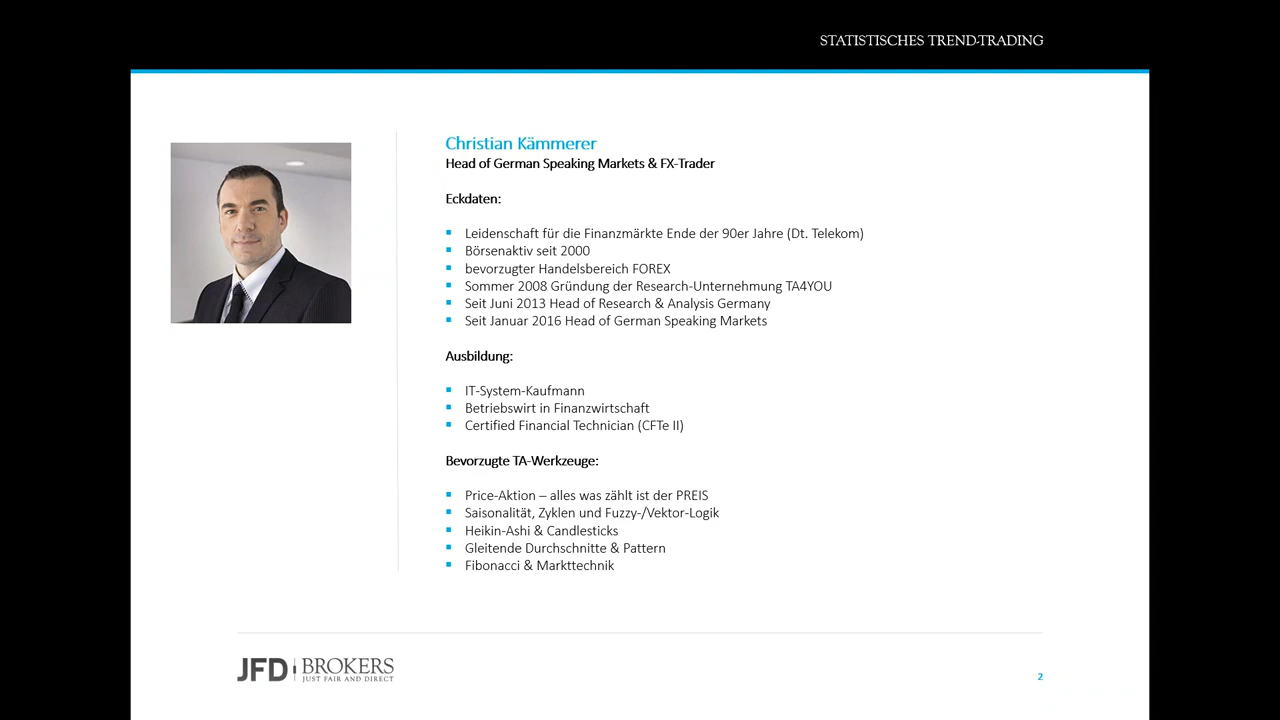 STATISTISCHES TREND-TRADING
Christian Kämmerer
Head of German Speaking Markets & FX-Trader
Eckdaten:
Leidenschaft für die Finanzmärkte Ende der 90er Jahre (Dt. Telekom)
Börsenaktiv seit 2000
bevorzugter Handelsbereich FOREX
Sommer 2008 Gründung der Research-Unternehmung TA4YOU
Seit Juni 2013 Head of Research & Analysis Germany
Seit Januar 2016 Head of German Speaking Markets
Ausbildung:
IT-System-Kaufmann
Betriebswirt in Finanzwirtschaft
Certified Financial Technician (CFTe II)
Bevorzugte TA-Werkzeuge:
Price-Aktion – alles was zählt ist der PREIS
Saisonalität, Zyklen und Fuzzy-/Vektor-Logik
Heikin-Ashi & Candlesticks
Gleitende Durchschnitte & Pattern
Fibonacci & Markttechnik
JFD BROKERS
JUST FAIR AND DIRECT
2